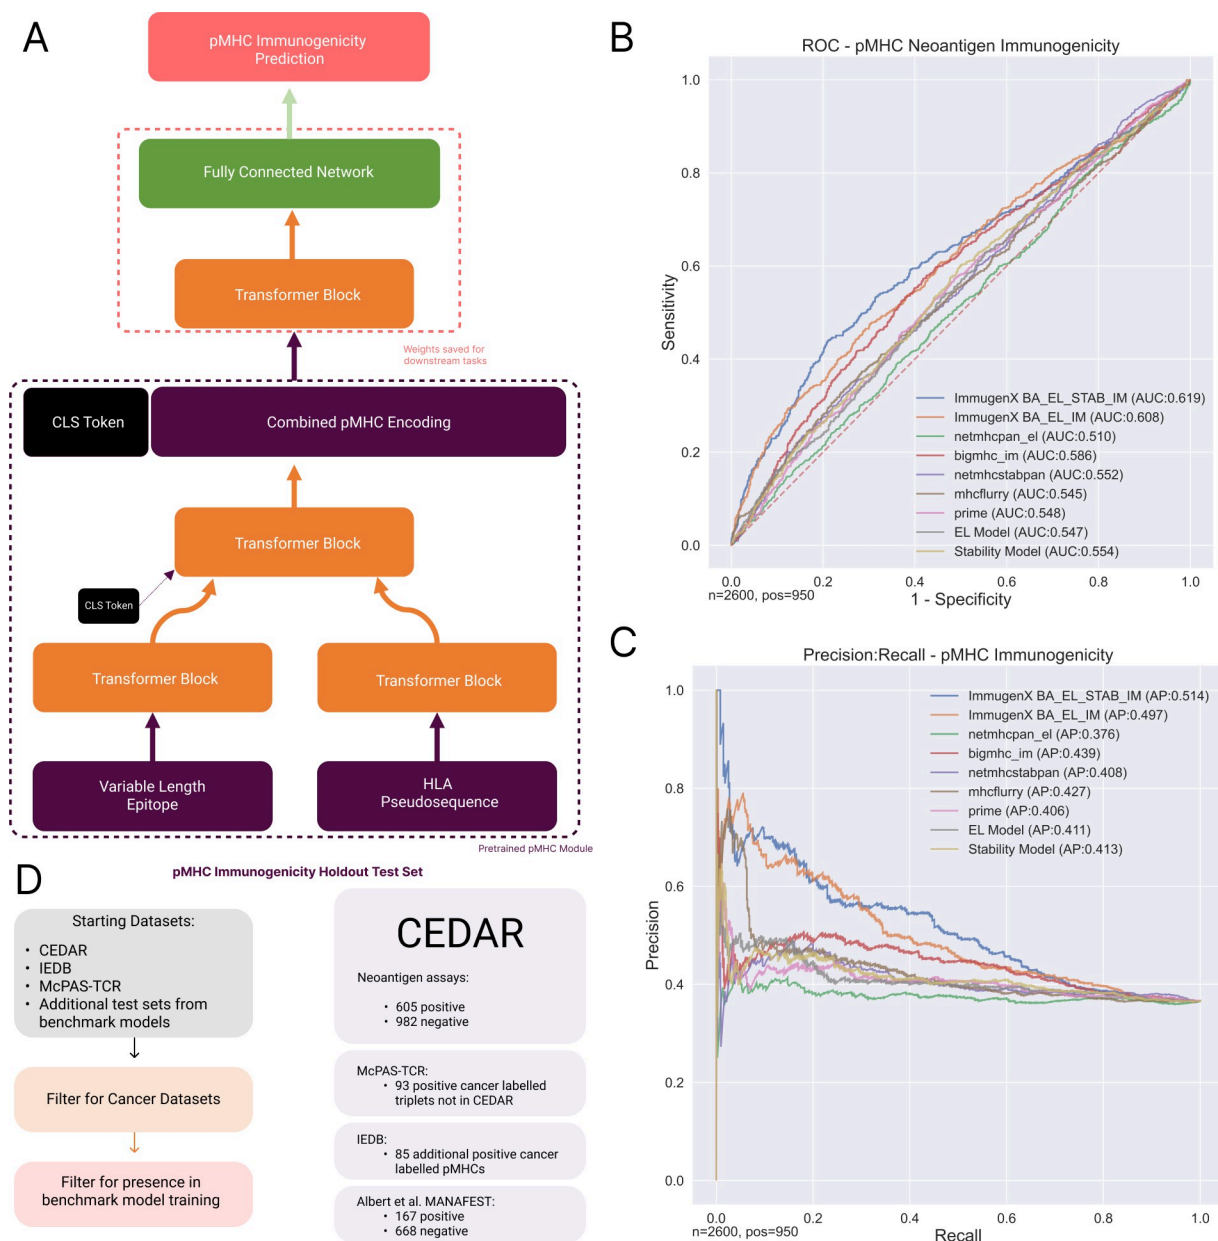 A
pMHC Immunogenicity
Prediction
Fully Connected Network
Transformer Block
Weights saved for
downstream tasks
CLS Token
Combined pMHC Encoding
Transformer Block
CLS Token
Transformer Block
Transformer Block
Variable Length
Epitope
HLA
Pseudosequence
Pretrained pMHC Module
B
ROC - pMHC Neoantigen Immunogenicity
1.0
0.8
0.6
0.4
0.2
0.0
Sensitivity
ImmugenX BA_EL_STAB_IM (AUC:0.619)
ImmugenX BA_EL_IM (AUC:0.608)
netmhcpan_el (AUC:0.510)
bigmhc_im (AUC:0.586)
netmhcstabpan (AUC:0.552)
mhcflurry (AUC:0.545)
prime (AUC:0.548)
EL Model (AUC:0.547)
Stability Model (AUC:0.554)
0.0 0.2 0.4 0.6 0.8 1.0
n=2600, pos=950
1 - Specificity
C
Precision:Recall - pMHC Immunogenicity
1.0
0.8
0.6
0.4
0.2
0.0
Precision
ImmugenX BA_EL_STAB_IM (AP:0.514)
ImmugenX BA_EL_IM (AP:0.497)
netmhcpan_el (AP:0.376)
bigmhc_im (AP:0.439)
netmhcstabpan (AP:0.408)
mhcflurry (AP:0.427)
prime (AP:0.406)
EL Model (AP:0.411)
Stability Model (AP:0.413)
0.0 0.2 0.4 0.6 0.8 1.0
n=2600, pos=950
Recall
D
pMHC Immunogenicity Holdout Test Set
Starting Datasets:
• CEDAR
• IEDB
• McPAS-TCR
• Additional test sets from
benchmark models
Filter for Cancer Datasets
Filter for presence in
benchmark model training
CEDAR
Neoantigen assays:
• 605 positive
• 982 negative
McPAS-TCR:
• 93 positive cancer labelled
triplets not in CEDAR
IEDB:
• 85 additional positive cancer
labelled pMHCs
Albert et al. MANAFEST:
• 167 positive
• 668 negative